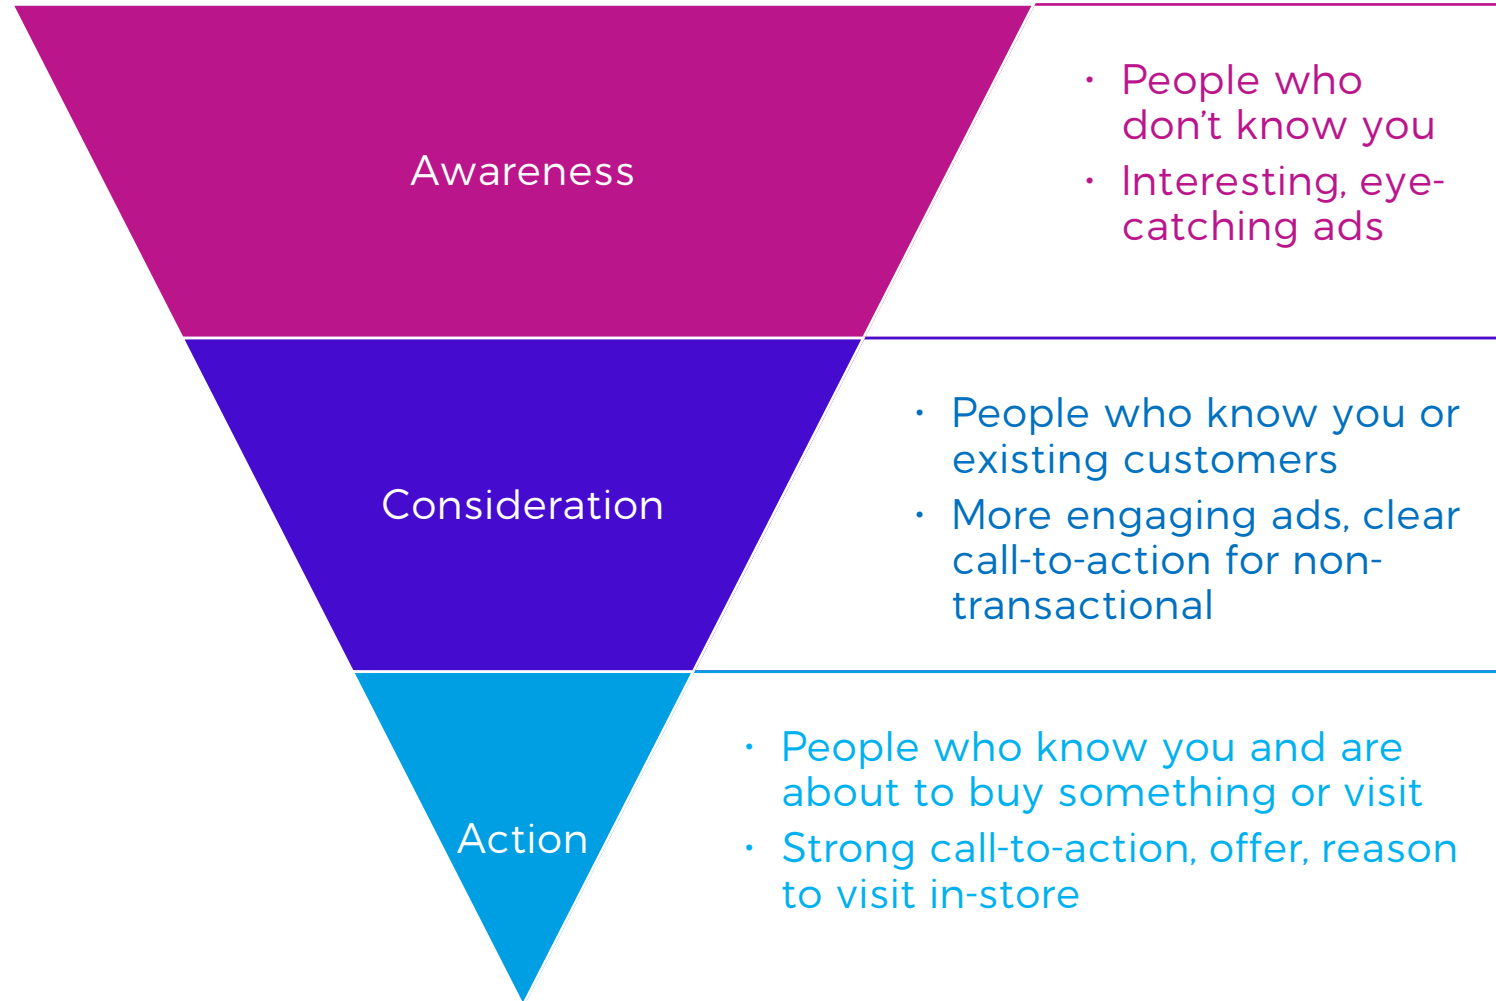 Awareness
• People who
don’t know you
• Interesting, eye-
catching ads
Consideration
• People who know you or
existing customers
• More engaging ads, clear
call-to-action for non-
transactional
Action
• People who know you and are
about to buy something or visit
• Strong call-to-action, offer, reason
to visit in-store